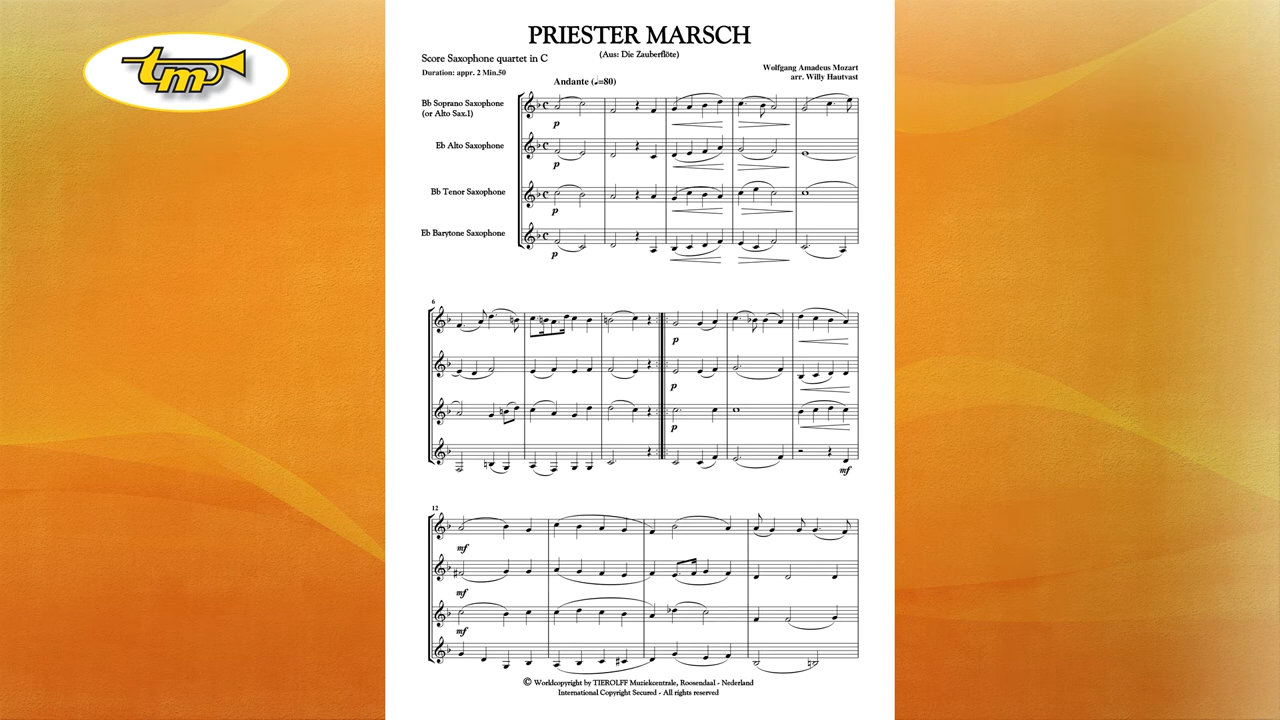 tm
PRIESTER MARSCH
(Aus: Die Zauberflöte)
Score Saxophone quartet in C
Duration: appr. 2 Min.50
Wolfgang Amadeus Mozart
arr. Willy Hautvast
Andante (♩=80)
Bb Soprano Saxophone
(or Alto Sax.1)
p
Eb Alto Saxophone
p
Bb Tenor Saxophone
p
Eb Barytone Saxophone
p
6
p
p
p
mf
12
mf
mf
mf
© Worldcopyright by TIEROLFF Muziekcentrale, Roosendaal - Nederland
International Copyright Secured - All rights reserved